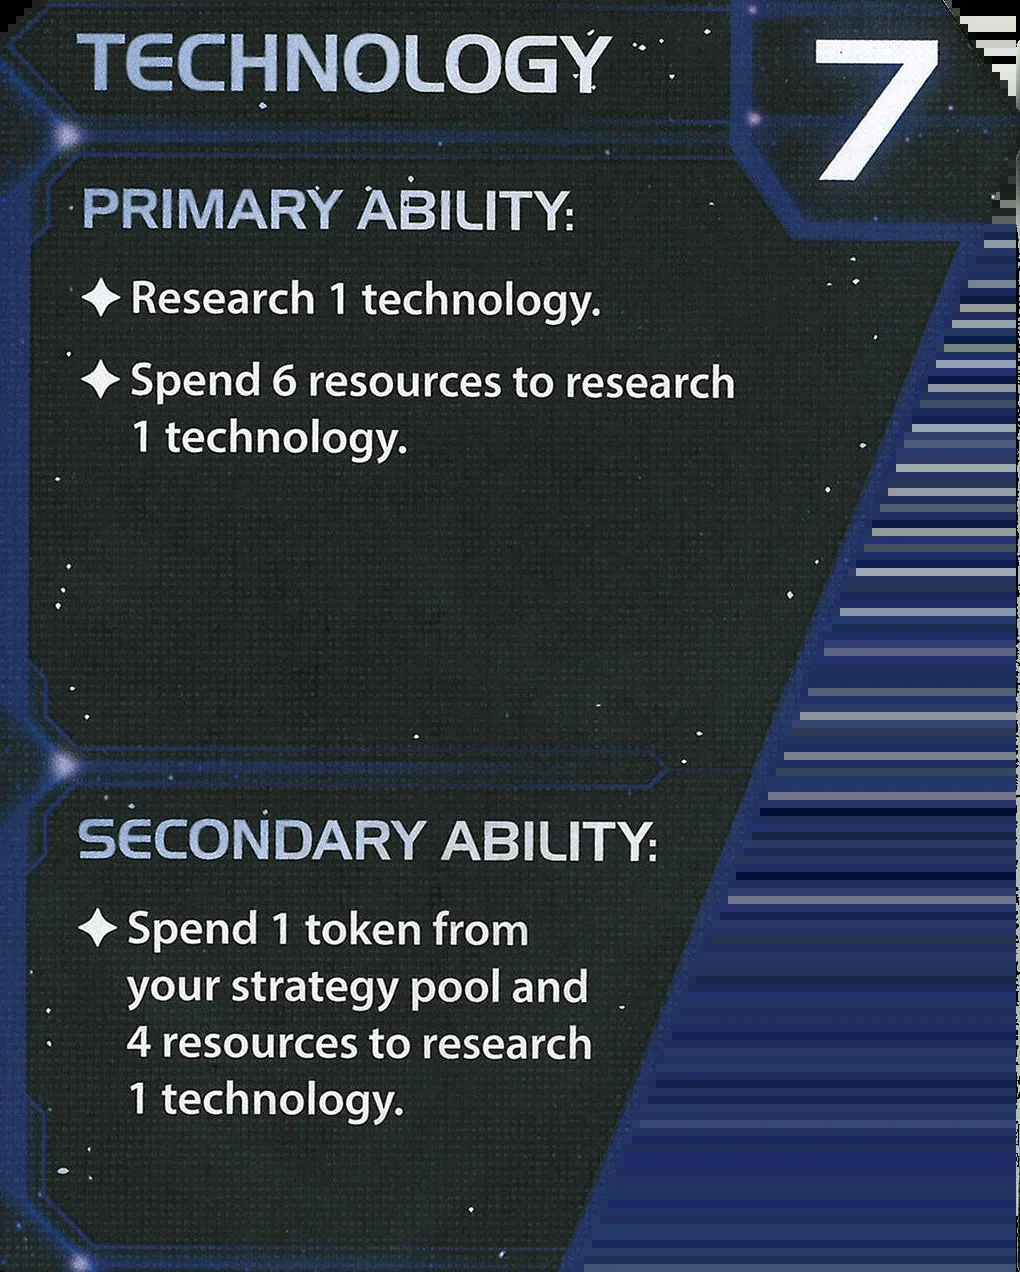 TECHNOLOGY
7
PRIMARY ABILITY:
Research 1 technology.
Spend 6 resources to research
1 technology.
SECONDARY ABILITY:
Spend 1 token from
your strategy pool and
4 resources to research
1 technology.